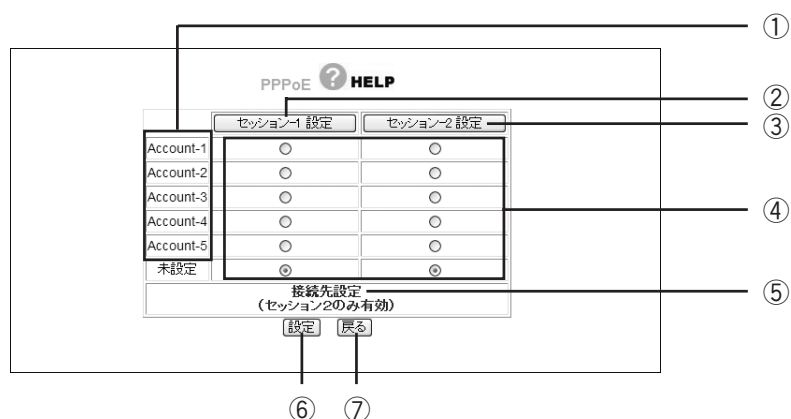 ①
PPPoE ? HELP
②
セッション-1 設定 セッション-2 設定
③
Account-1
Account-2
Account-3
④
Account-4
Account-5
未設定
接続先設定
⑤
(セッション2のみ有効)
設定 戻る
⑥ ⑦